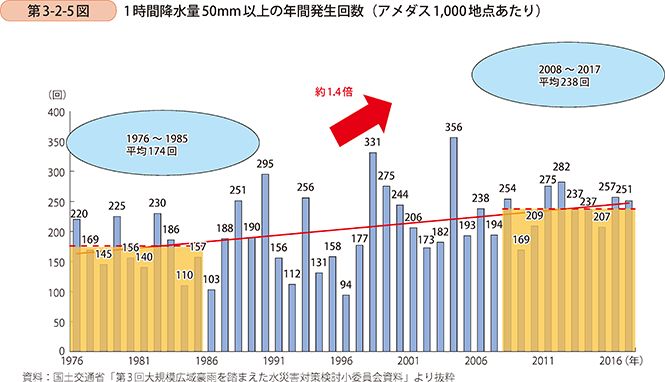 第3-2-5図 1時間降水量50mm以上の年間発生回数（アメダス1,000地点あたり）
（回）
400
350
300
250
200
150
100
50
0
1976～1985
平均174回
約1.4倍
2008～2017
平均238回
220 169 145 225 156 140 230 186 110 157 103 188 251 190 295 156 112 256 131 158 94 177 331 275 244 206 173 182 356 193 238 194 254 169 209 275 282 237 237 207 257 251
1976 1981 1986 1991 1996 2001 2006 2011 2016（年）
資料：国土交通省「第3回大規模広域豪雨を踏まえた水災害対策検討小委員会資料」より抜粋